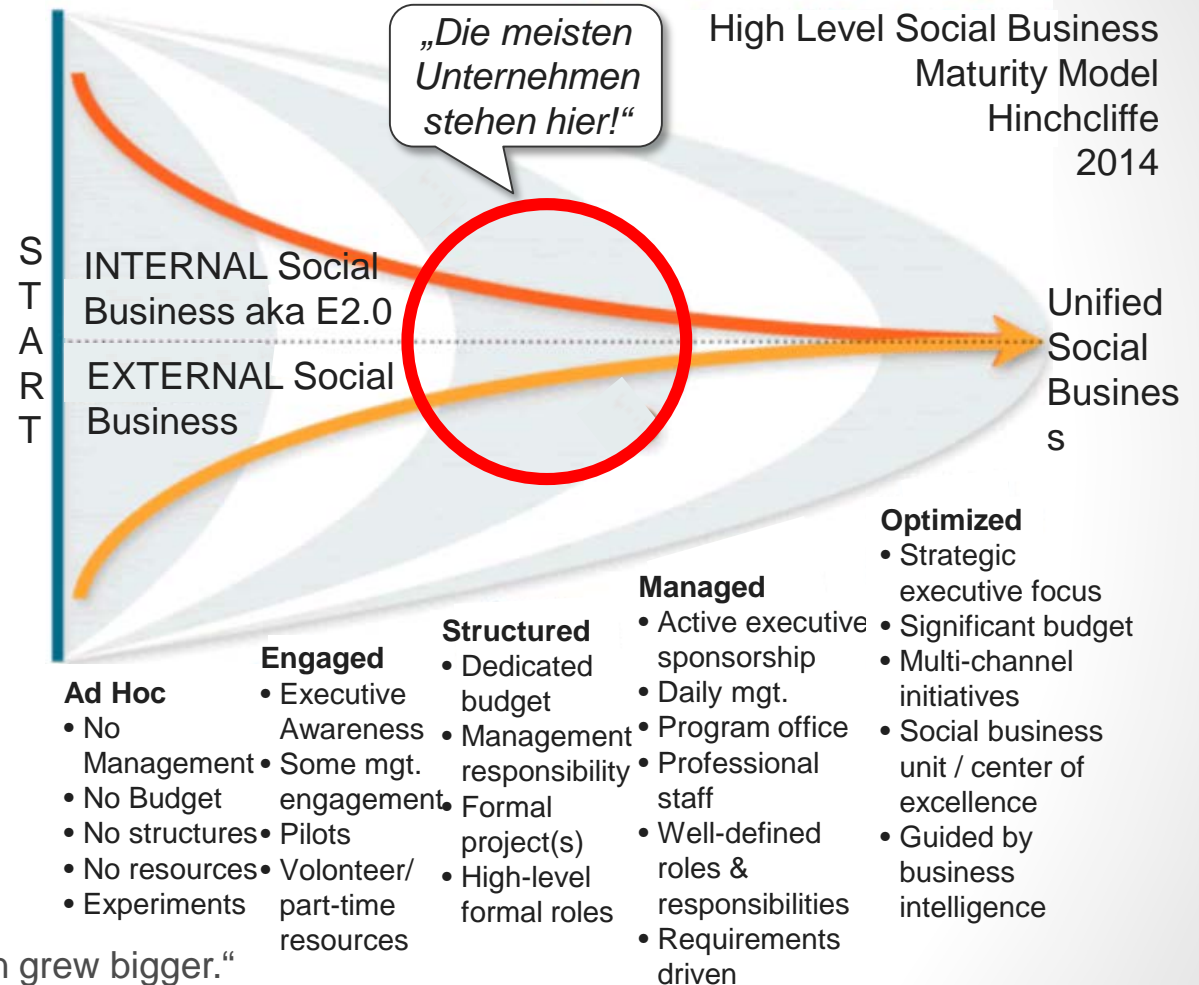 High Level Social Business
Maturity Model
Hinchcliffe
2014
„Die meisten
Unternehmen
stehen hier!“
S
T
A
R
T
INTERNAL Social
Business aka E2.0
EXTERNAL Social
Business
Unified
Social
Busines
s
Ad Hoc
• No
Management
• No Budget
• No structures
• No resources
• Experiments
Engaged
• Executive
Awareness
• Some mgt.
engagement
• Pilots
• Volonteer/
part-time
resources
Structured
• Dedicated
budget
• Management
responsibility
• Formal
project(s)
• High-level
formal roles
Managed
• Active executive
sponsorship
• Daily mgt.
• Program office
• Professional
staff
• Well-defined
roles &
responsibilities
• Requirements
driven
Optimized
• Strategic
executive focus
• Significant budget
• Multi-channel
initiatives
• Social business
unit / center of
excellence
• Guided by
business
intelligence
grew bigger.“